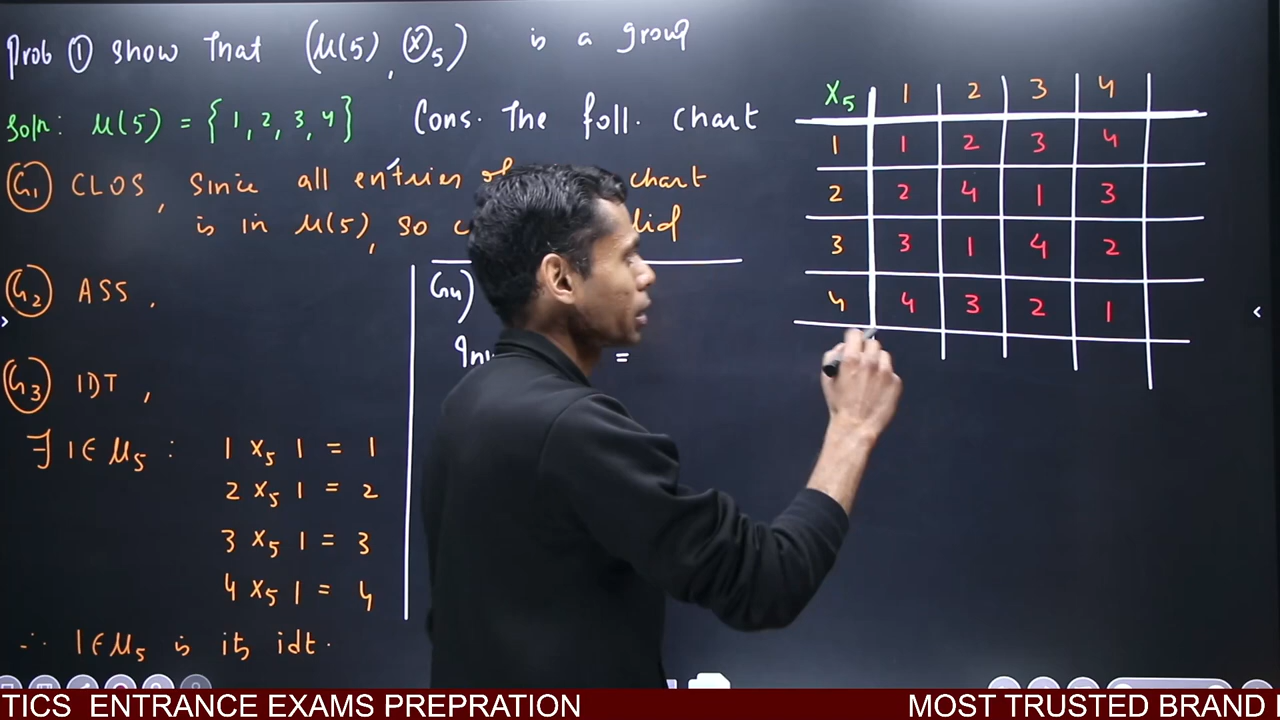 Prob ① show that (μ(5), ⊗₅) is a group
Soln: μ(5) = {1, 2, 3, 4} Cons. The foll. chart
G₁ CLOS, Since all entries of chart
is in μ(5), so
G₂ ASS,
G₃ IDT,
∃ 1 ∈ μ₅ : 1 ×₅ 1 = 1
2 ×₅ 1 = 2
3 ×₅ 1 = 3
4 ×₅ 1 = 4
∴ 1 ∈ μ₅ is its idt.
G₄)
=
×₅ 1 2 3 4
1 1 2 3 4
2 2 4 1 3
3 3 1 4 2
4 4 3 2 1
TICS ENTRANCE EXAMS PREPRATION MOST TRUSTED BRAND I